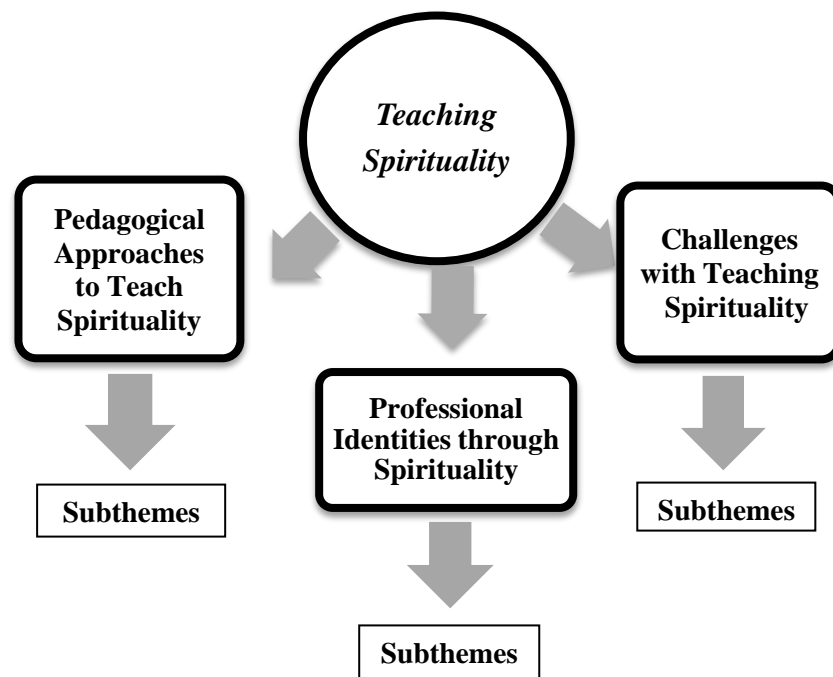 Teaching
Spirituality
Pedagogical
Approaches
to Teach
Spirituality
Challenges
with Teaching
Spirituality
Professional
Identities through
Spirituality
Subthemes
Subthemes
Subthemes